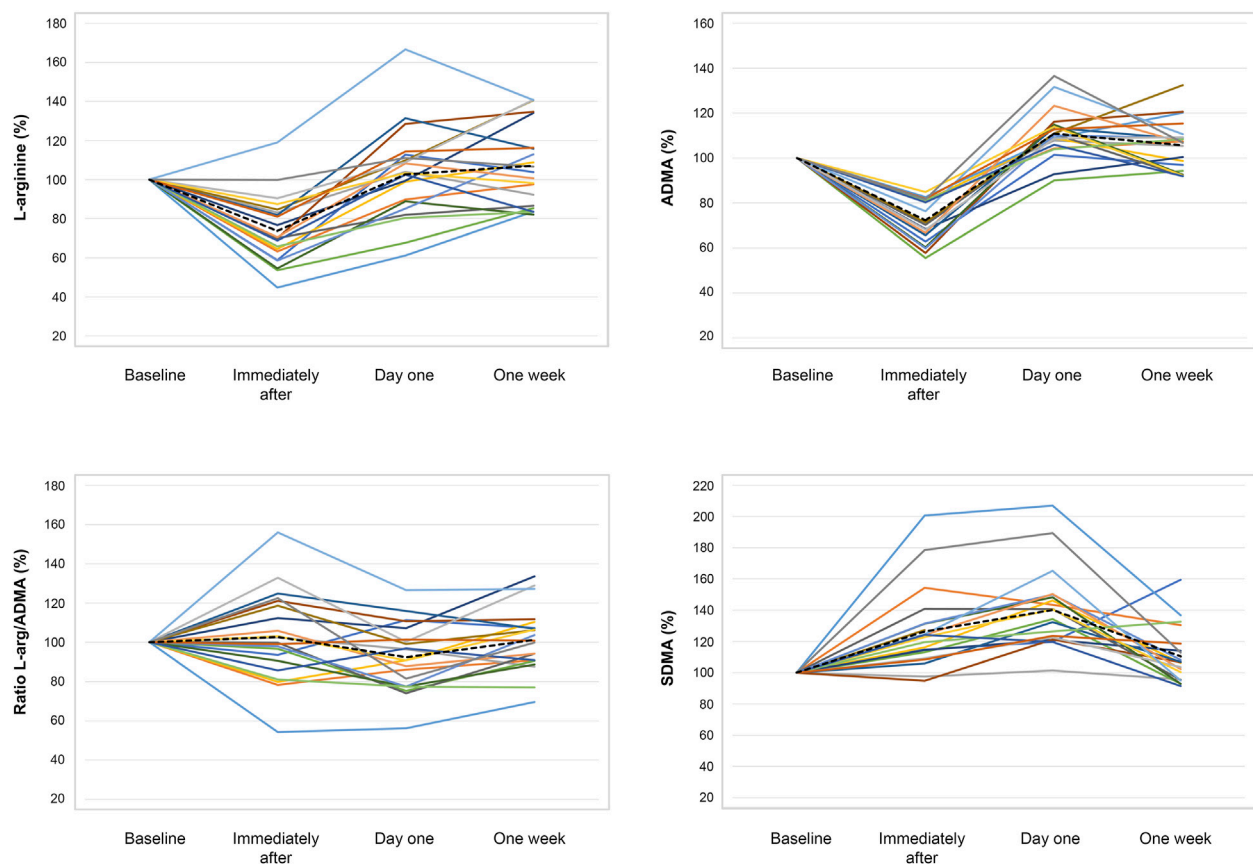 L-arginine (%)
180
160
140
120
100
80
60
40
20
Baseline
Immediately
after
Day one
One week
ADMA (%)
160
140
120
100
80
60
40
20
Baseline
Immediately
after
Day one
One week
Ratio L-arg/ADMA (%)
180
160
140
120
100
80
60
40
20
Baseline
Immediately
after
Day one
One week
SDMA (%)
220
200
180
160
140
120
100
80
60
40
20
Baseline
Immediately
after
Day one
One week